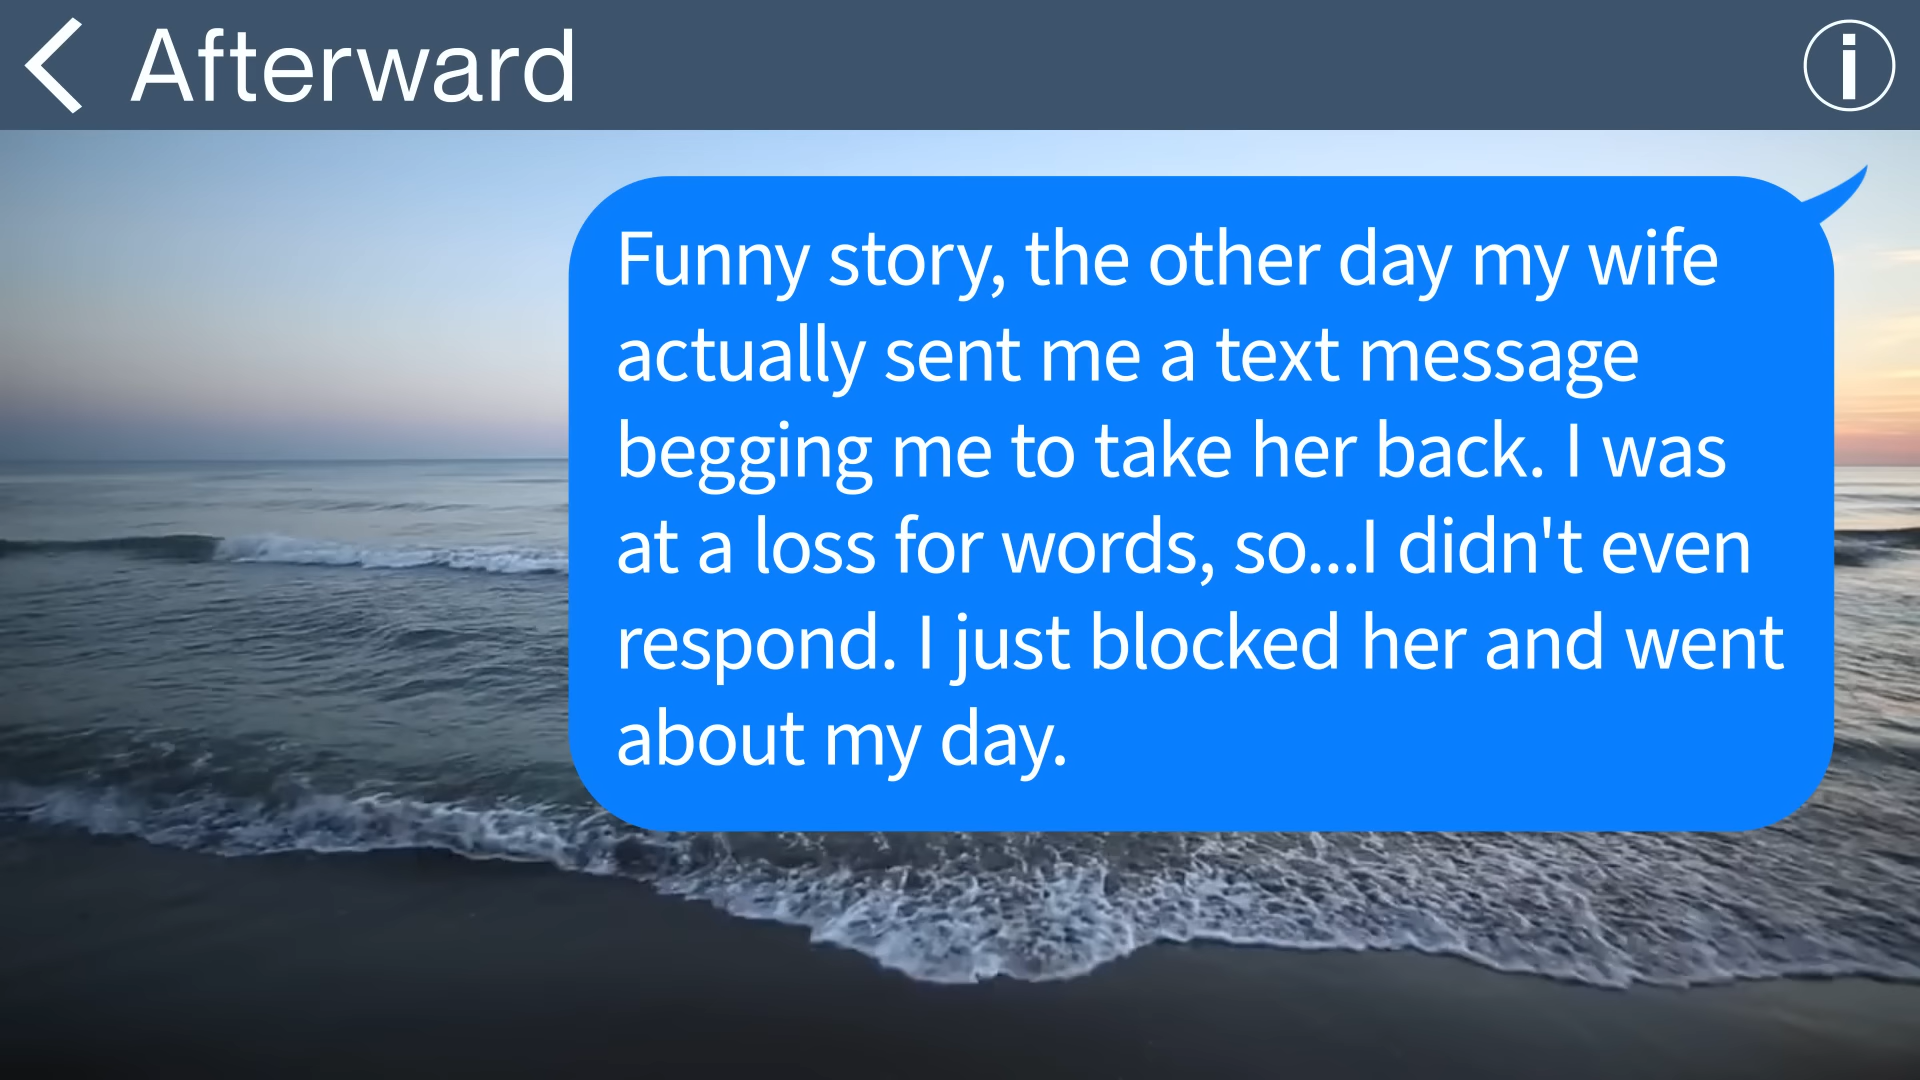 Afterward
Funny story, the other day my wife
actually sent me a text message
begging me to take her back. I was
at a loss for words, so...I didn't even
respond. I just blocked her and went
about my day.